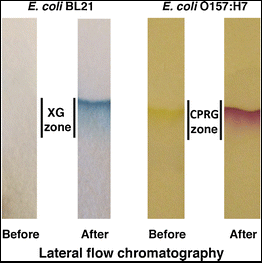 E. coli BL21 E. coli O157:H7
XG
zone
CPRG
zone
Before After Before After
Lateral flow chromatography